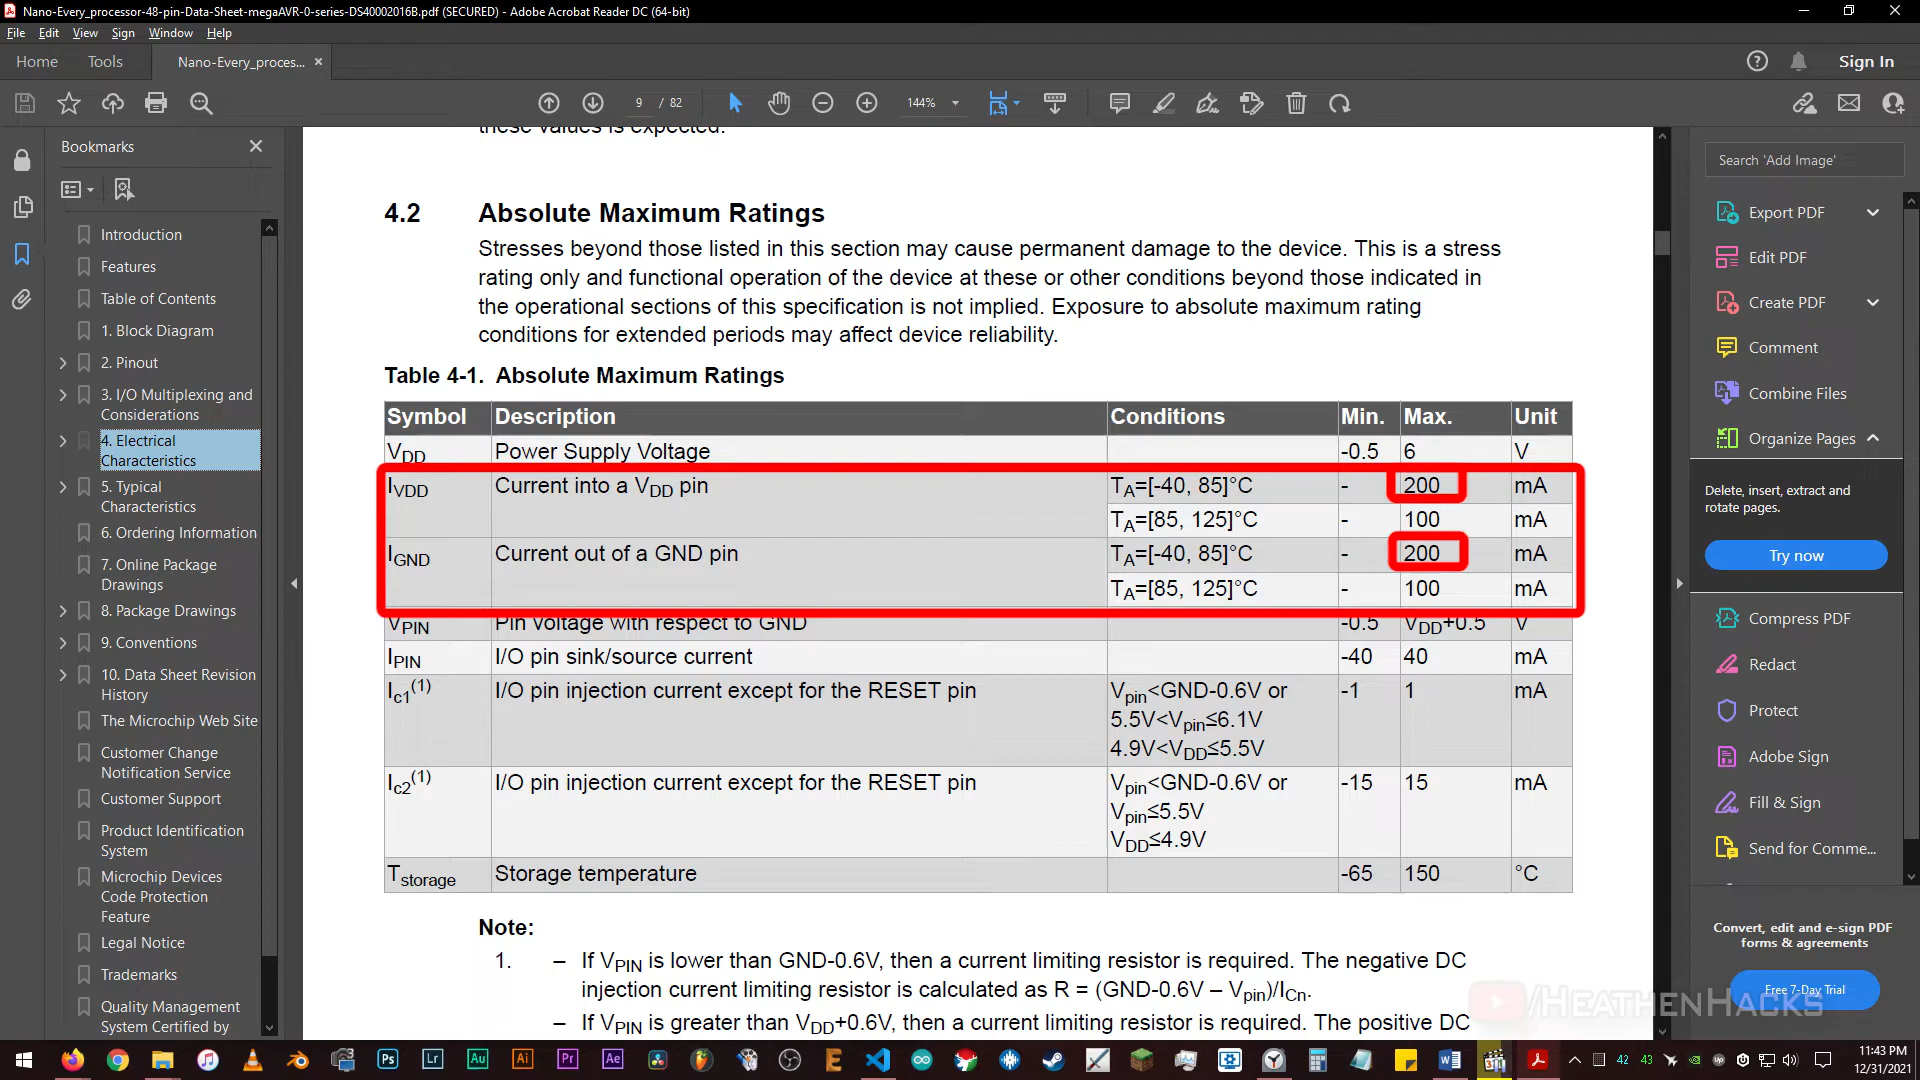 Nano-Every_processor-48-pin-Data-Sheet-megaAVR-0-series-DS40002016B.pdf (SECURED) - Adobe Acrobat Reader DC (64-bit)
File Edit View Sign Window Help
Home Tools Nano-Every_proces... × Sign In
9 / 82 144%
Bookmarks
Introduction
Features
Table of Contents
1. Block Diagram
2. Pinout
3. I/O Multiplexing and
Considerations
4. Electrical
Characteristics
5. Typical
Characteristics
6. Ordering Information
7. Online Package
Drawings
8. Package Drawings
9. Conventions
10. Data Sheet Revision
History
The Microchip Web Site
Customer Change
Notification Service
Customer Support
Product Identification
System
Microchip Devices
Code Protection
Feature
Legal Notice
Trademarks
Quality Management
System Certified by
these values is expected.
4.2 Absolute Maximum Ratings
Stresses beyond those listed in this section may cause permanent damage to the device. This is a stress
rating only and functional operation of the device at these or other conditions beyond those indicated in
the operational sections of this specification is not implied. Exposure to absolute maximum rating
conditions for extended periods may affect device reliability.
Table 4-1. Absolute Maximum Ratings
Symbol Description Conditions Min. Max. Unit
VDD Power Supply Voltage -0.5 6 V
IVDD Current into a VDD pin TA=[-40, 85]°C - 200 mA
TA=[85, 125]°C - 100 mA
IGND Current out of a GND pin TA=[-40, 85]°C - 200 mA
TA=[85, 125]°C - 100 mA
VPIN Pin voltage with respect to GND -0.5 VDD+0.5 V
IPIN I/O pin sink/source current -40 40 mA
Ic1(1) I/O pin injection current except for the RESET pin Vpin<GND-0.6V or -1 1 mA
5.5V<Vpin≤6.1V
4.9V<VDD≤5.5V
Ic2(1) I/O pin injection current except for the RESET pin Vpin<GND-0.6V or -15 15 mA
Vpin≤5.5V
VDD≤4.9V
Tstorage Storage temperature -65 150 °C
Note:
1. – If VPIN is lower than GND-0.6V, then a current limiting resistor is required. The negative DC
injection current limiting resistor is calculated as R = (GND-0.6V – Vpin)/ICn.
– If VPIN is greater than VDD+0.6V, then a current limiting resistor is required. The positive DC
Search 'Add Image'
Export PDF
Edit PDF
Create PDF
Comment
Combine Files
Organize Pages
Delete, insert, extract and
rotate pages.
Try now
Compress PDF
Redact
Protect
Adobe Sign
Fill & Sign
Send for Comme...
Convert, edit and e-sign PDF
forms & agreements
Free 7-Day Trial
/HEATHENHACKS
Ps Lr Au Ai Pr Ae
42 43
11:43 PM
12/31/2021